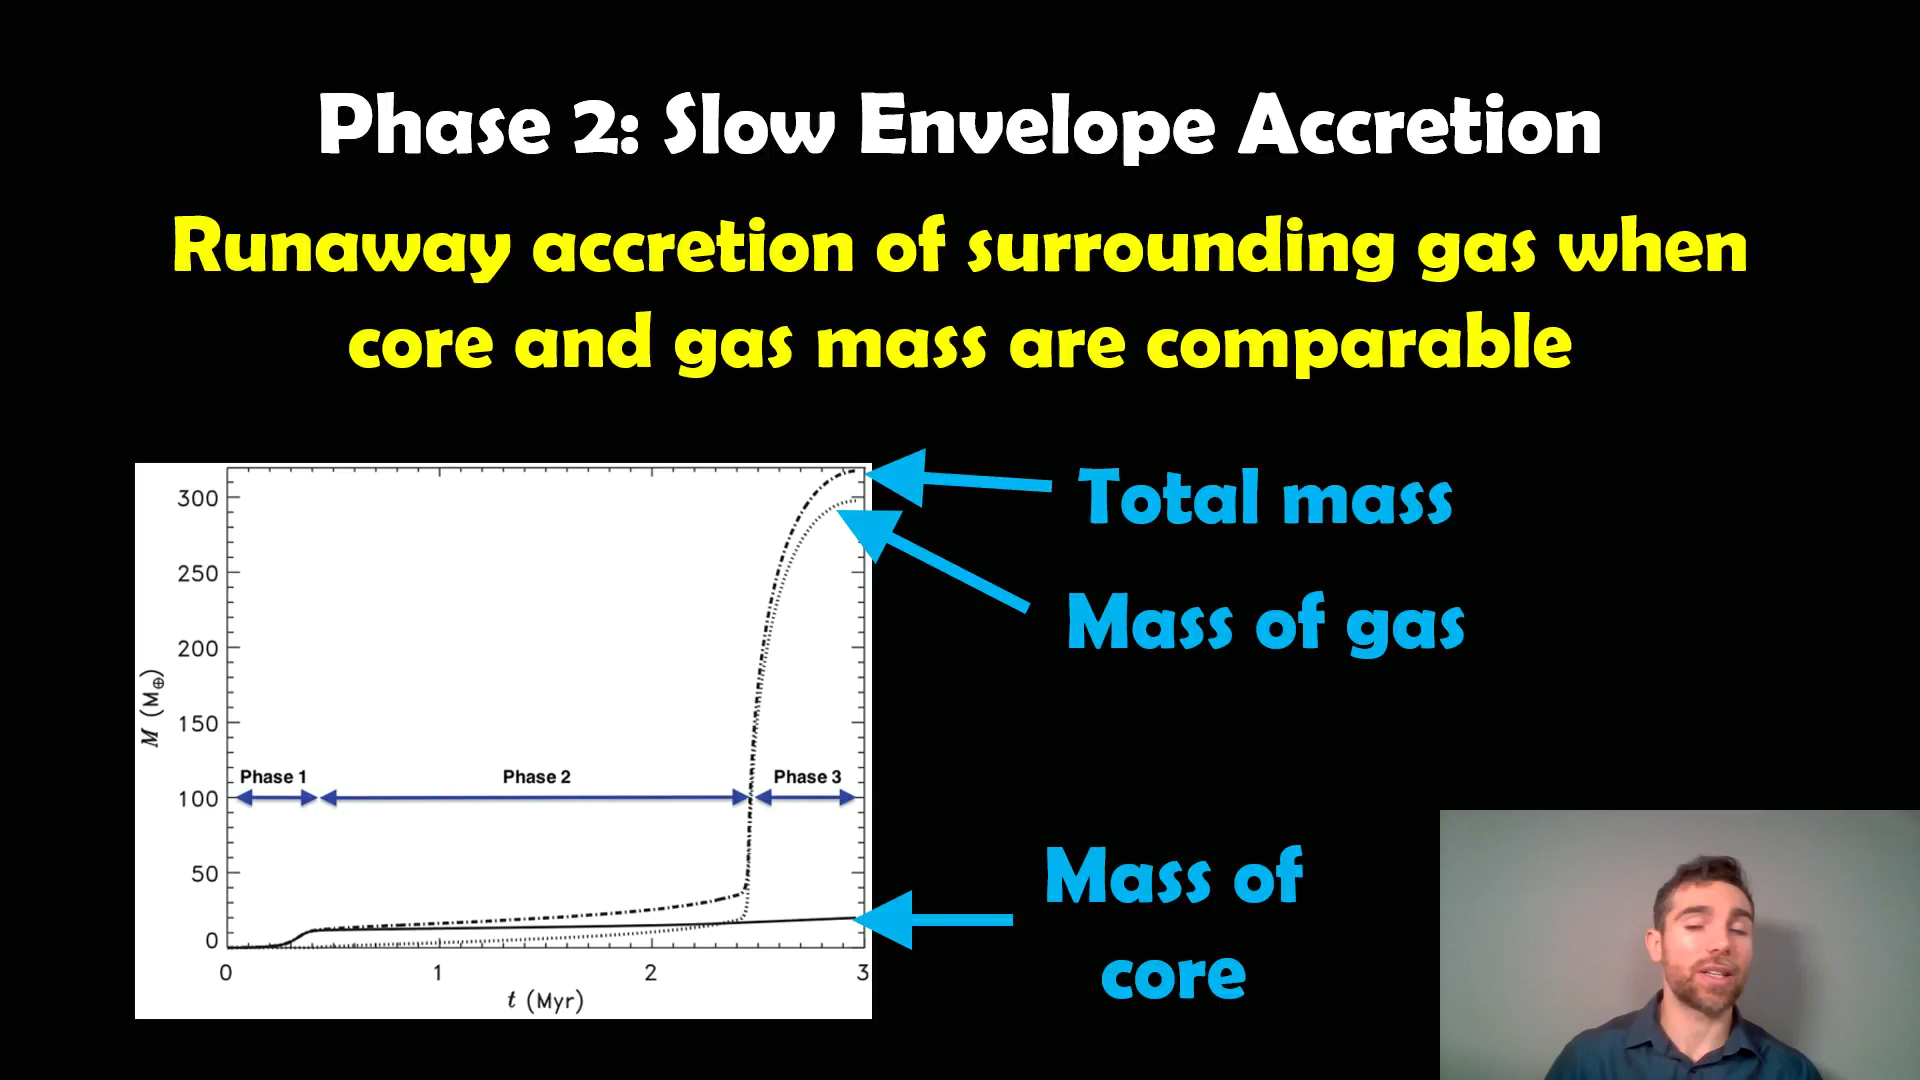 Phase 2: Slow Envelope Accretion
Runaway accretion of surrounding gas when
core and gas mass are comparable
Total mass
Mass of gas
Mass of
core
300
250
200
150
100
50
0
M (M⊕)
Phase 1
Phase 2
Phase 3
0
1
2
3
t (Myr)